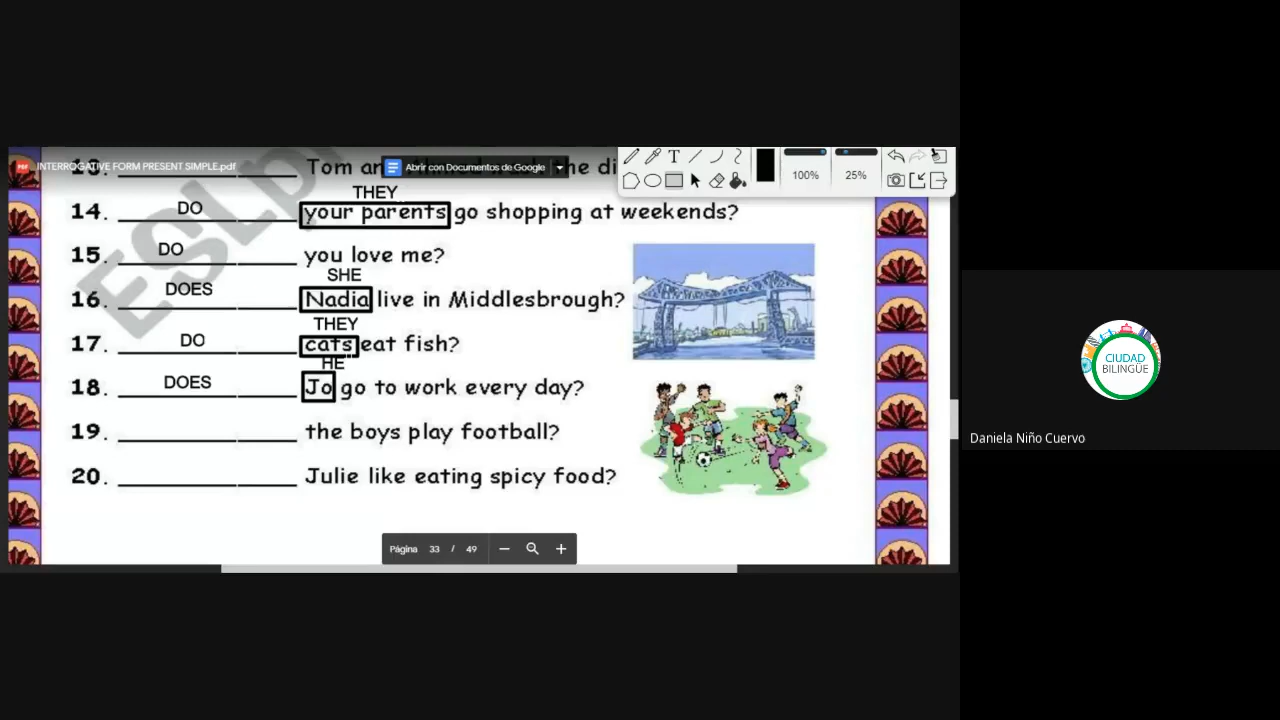 INTERROGATIVE FORM PRESENT SIMPLE.pdf
Abrir con Documentos de Google
100%
25%
Tom
THEY
14. DO your parents go shopping at weekends?
15. DO you love me?
SHE
16. DOES Nadia live in Middlesbrough?
THEY
17. DO cats eat fish?
HE
18. DOES Jo go to work every day?
19. the boys play football?
20. Julie like eating spicy food?
Página 33 / 49
CIUDAD
BILINGÜE
Daniela Niño Cuervo